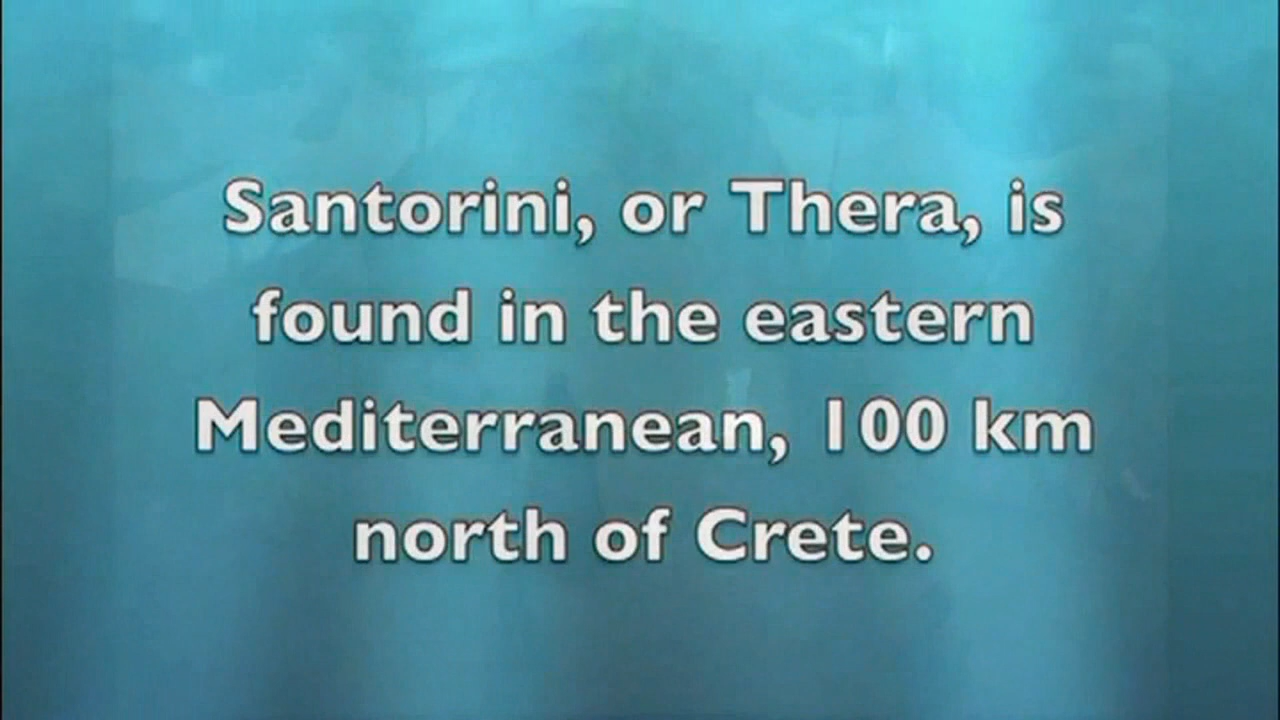 Santorini, or Thera, is
found in the eastern
Mediterranean, 100 km
north of Crete.